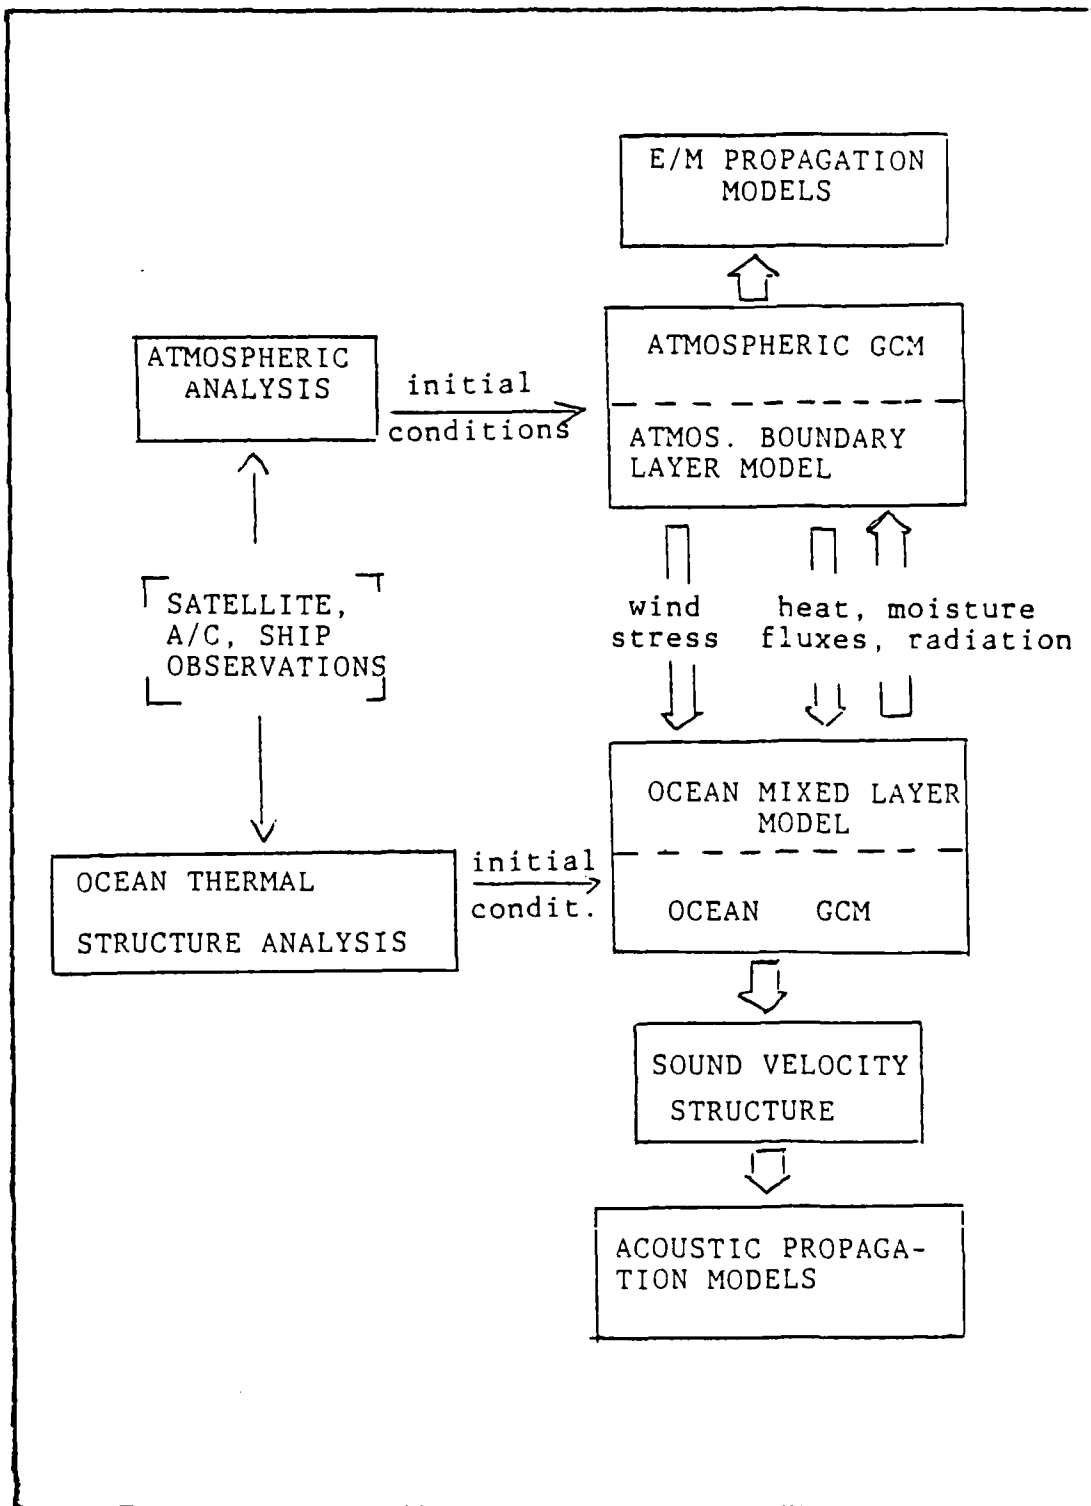 E/M PROPAGATION
MODELS
ATMOSPHERIC GCM
ATMOS. BOUNDARY
LAYER MODEL
ATMOSPHERIC
ANALYSIS
initial
conditions
SATELLITE,
A/C, SHIP
OBSERVATIONS
wind
stress
heat, moisture
fluxes, radiation
OCEAN MIXED LAYER
MODEL
OCEAN GCM
OCEAN THERMAL
STRUCTURE ANALYSIS
initial
condit.
SOUND VELOCITY
STRUCTURE
ACOUSTIC PROPAGA-
TION MODELS